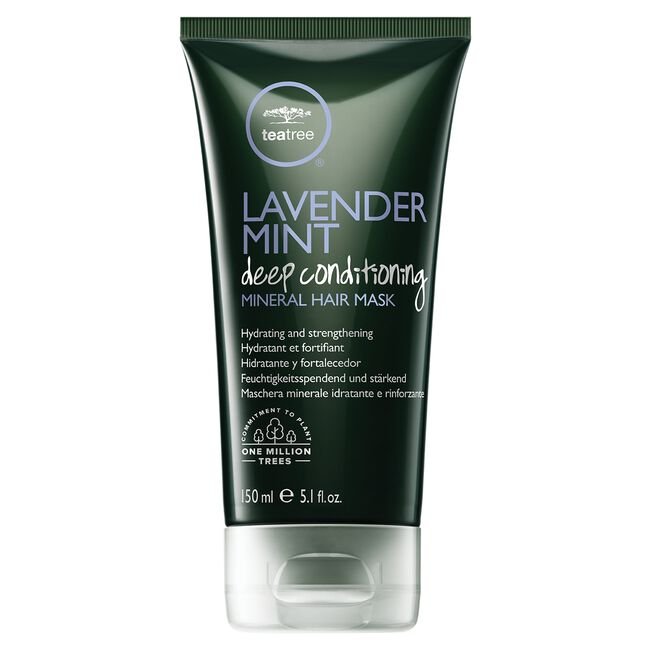 teatree
®
LAVENDER
MINT
deep conditioning
MINERAL HAIR MASK
Hydrating and strengthening
Hydratant et fortifiant
Hidratante y fortalecedor
Feuchtigkeitsspendend und stärkend
Maschera minerale idratante e rinforzante
COMMITMENT TO PLANT
ONE MILLION
TREES
150 ml ℮ 5.1 fl.oz.